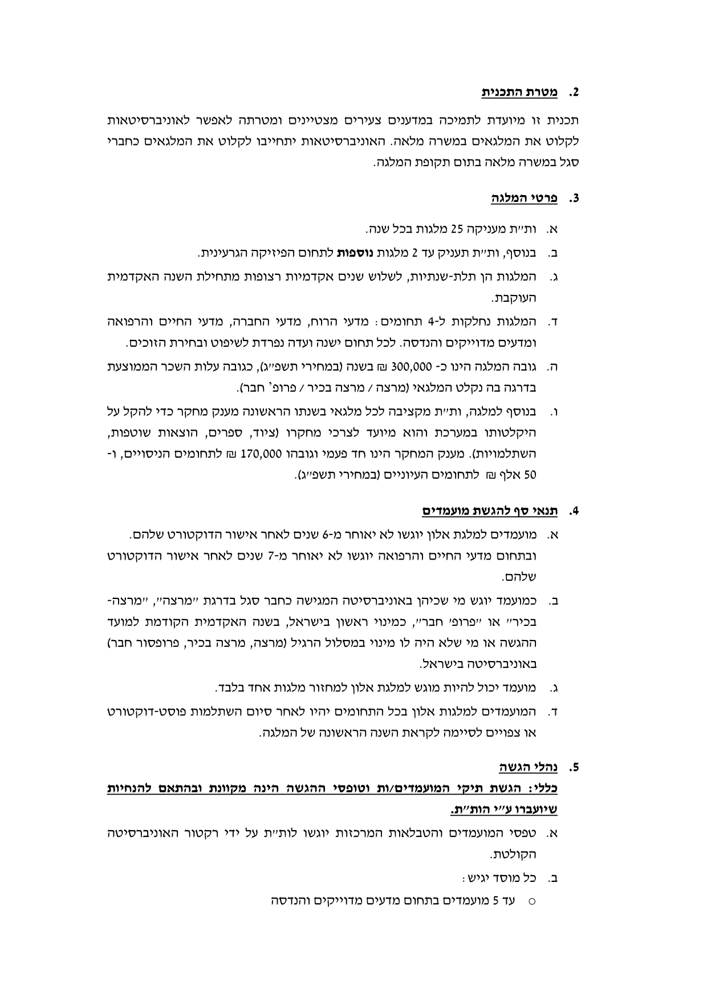 2. מטרת התכנית
תכנית זו מיועדת לתמיכה במדענים צעירים מצטיינים ומטרתה לאפשר לאוניברסיטאות
לקלוט את המלגאים במשרה מלאה. האוניברסיטאות יתחייבו לקלוט את המלגאים כחברי
סגל במשרה מלאה בתום תקופת המלגה.
3. פרטי המלגה
א. ות״ת מעניקה 25 מלגות בכל שנה.
ב. בנוסף, ות״ת תעניק עד 2 מלגות נוספות לתחום הפיזיקה הגרעינית.
ג. המלגות הן תלת-שנתיות, לשלוש שנים אקדמיות רצופות מתחילת השנה האקדמית
העוקבת.
ד. המלגות נחלקות ל-4 תחומים: מדעי הרוח, מדעי החברה, מדעי החיים והרפואה
ומדעים מדוייקים והנדסה. לכל תחום ישנה ועדה נפרדת לשיפוט ובחירת הזוכים.
ה. גובה המלגה הינו כ- 300,000 ₪ בשנה (במחירי תשפ״ג), כגובה עלות השכר הממוצעת
בדרגה בה נקלט המלגאי (מרצה / מרצה בכיר / פרופ' חבר).
ו. בנוסף למלגה, ות״ת מקציבה לכל מלגאי בשנתו הראשונה מענק מחקר כדי להקל על
היקלטותו במערכת והוא מיועד לצרכי מחקרו (ציוד, ספרים, הוצאות שוטפות,
השתלמויות). מענק המחקר הינו חד פעמי וגובהו 170,000 ₪ לתחומים הניסויים, ו-
50 אלף ₪ לתחומים העיוניים (במחירי תשפ״ג).
4. תנאי סף להגשת מועמדים
א. מועמדים למלגת אלון יוגשו לא יאוחר מ-6 שנים לאחר אישור הדוקטורט שלהם.
ובתחום מדעי החיים והרפואה יוגשו לא יאוחר מ-7 שנים לאחר אישור הדוקטורט
שלהם.
ב. כמועמד יוגש מי שכיהן באוניברסיטה המגישה כחבר סגל בדרגת ״מרצה״, ״מרצה-
בכיר״ או ״פרופ׳ חבר״, כמינוי ראשון בישראל, בשנה האקדמית הקודמת למועד
ההגשה או מי שלא היה לו מינוי במסלול הרגיל (מרצה, מרצה בכיר, פרופסור חבר)
באוניברסיטה בישראל.
ג. מועמד יכול להיות מוגש למלגת אלון למחזור מלגות אחד בלבד.
ד. המועמדים למלגות אלון בכל התחומים יהיו לאחר סיום השתלמות פוסט-דוקטורט
או צפויים לסיימה לקראת השנה הראשונה של המלגה.
5. נהלי הגשה
כללי: הגשת תיקי המועמדים/ות וטופסי ההגשה הינה מקוונת ובהתאם להנחיות
שיועברו ע״י הות״ת.
א. טפסי המועמדים והטבלאות המרכזות יוגשו לות״ת על ידי רקטור האוניברסיטה
הקולטת.
ב. כל מוסד יגיש:
○ עד 5 מועמדים בתחום מדעים מדוייקים והנדסה